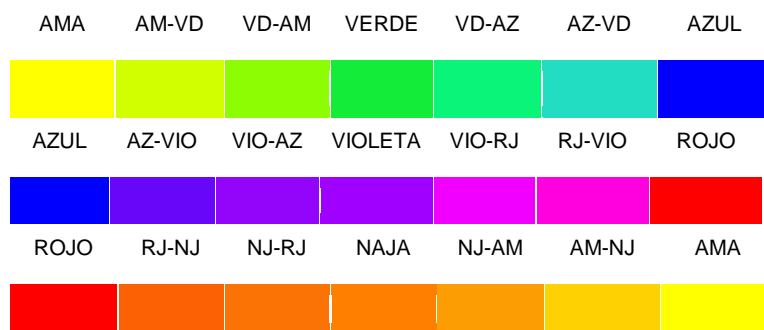 AMA AM-VD VD-AM VERDE VD-AZ AZ-VD AZUL
AZUL AZ-VIO VIO-AZ VIOLETA VIO-RJ RJ-VIO ROJO
ROJO RJ-NJ NJ-RJ NAJA NJ-AM AM-NJ AMA